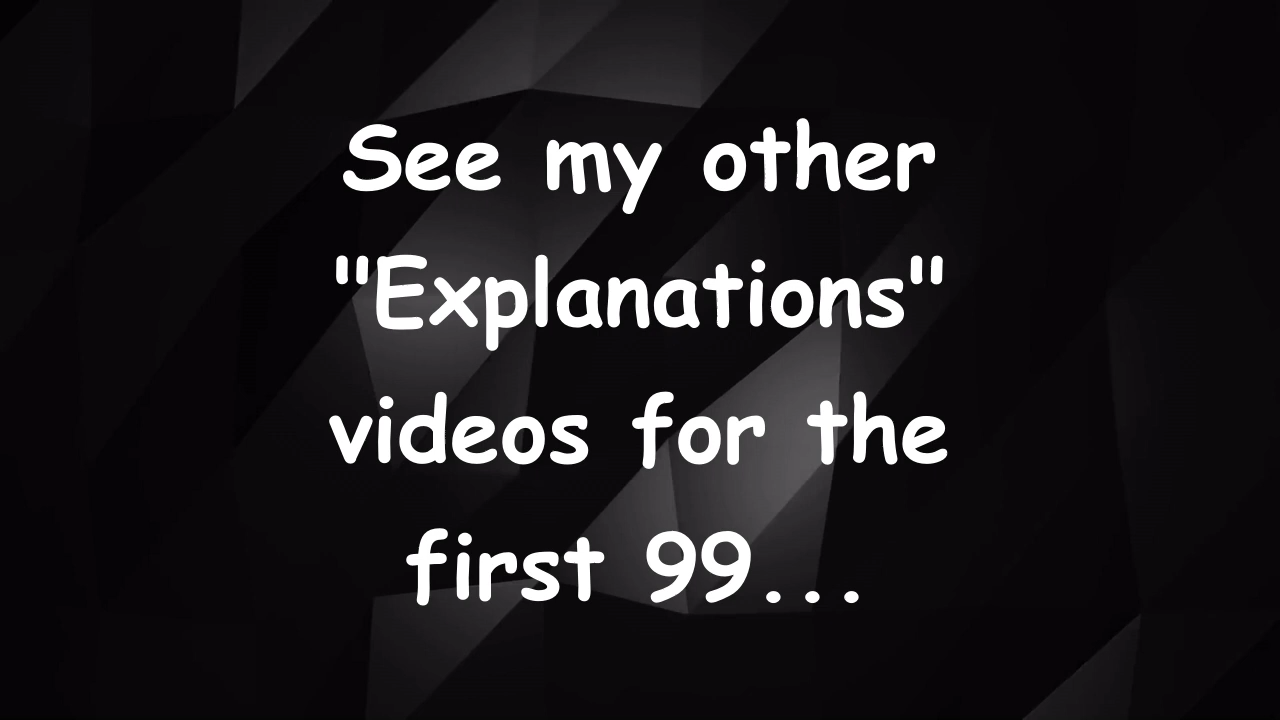 See my other
"Explanations"
videos for the
first 99...